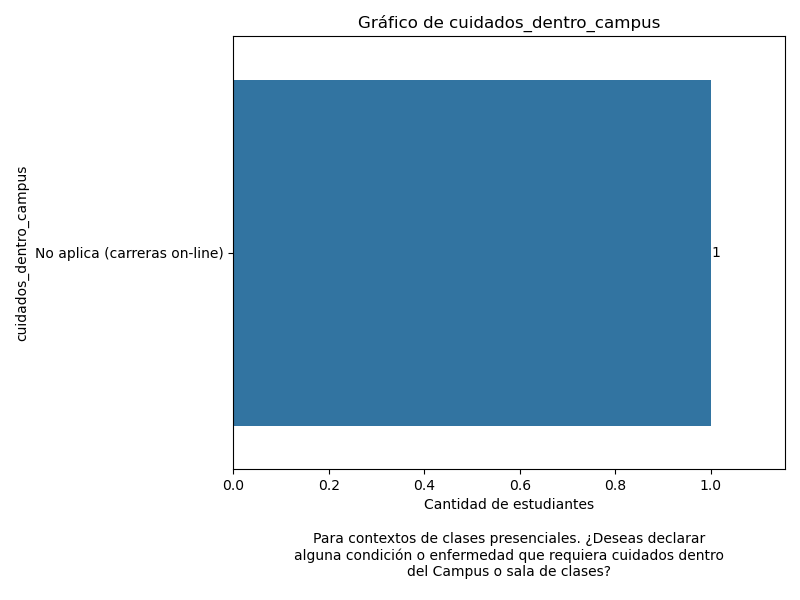 Gráfico de cuidados_dentro_campus
cuidados_dentro_campus
No aplica (carreras on-line)
1
0.0 0.2 0.4 0.6 0.8 1.0
Cantidad de estudiantes
Para contextos de clases presenciales. ¿Deseas declarar
alguna condición o enfermedad que requiera cuidados dentro
del Campus o sala de clases?